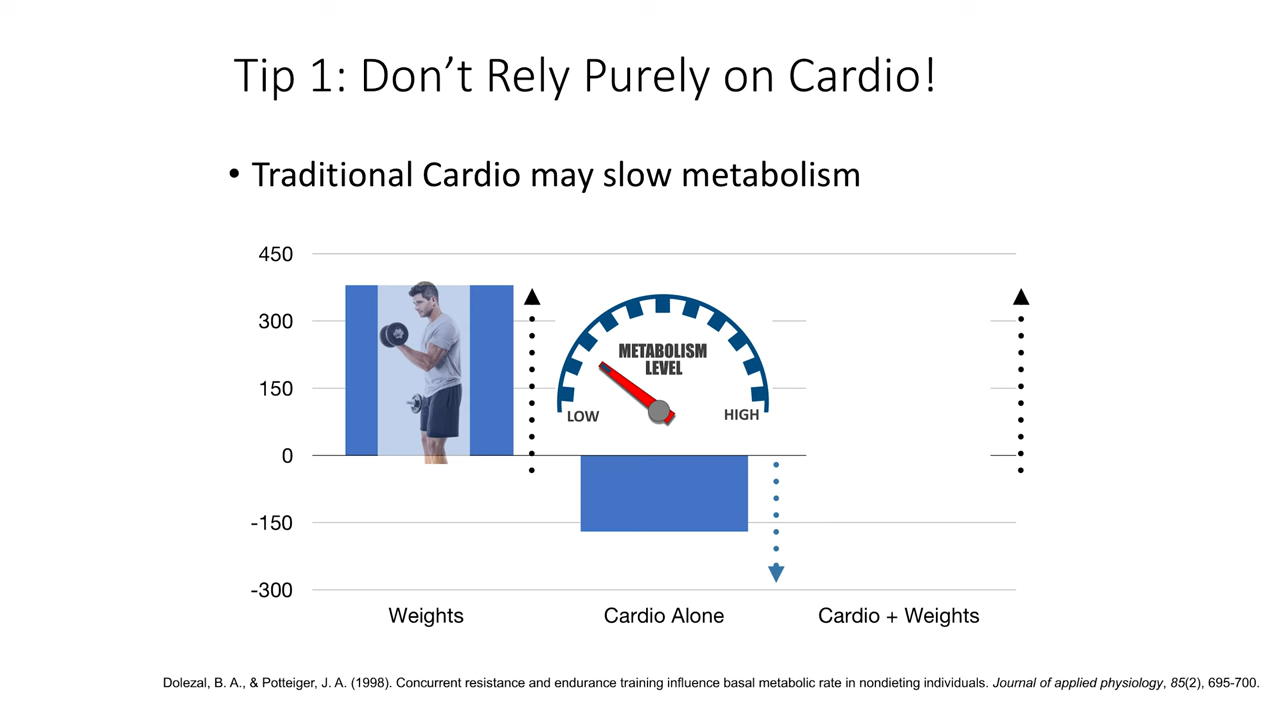 Tip 1: Don’t Rely Purely on Cardio!
• Traditional Cardio may slow metabolism
450
300
150
0
-150
-300
METABOLISM
LEVEL
LOW
HIGH
Weights
Cardio Alone
Cardio + Weights
Dolezal, B. A., & Potteiger, J. A. (1998). Concurrent resistance and endurance training influence basal metabolic rate in nondieting individuals. Journal of applied physiology, 85(2), 695-700.